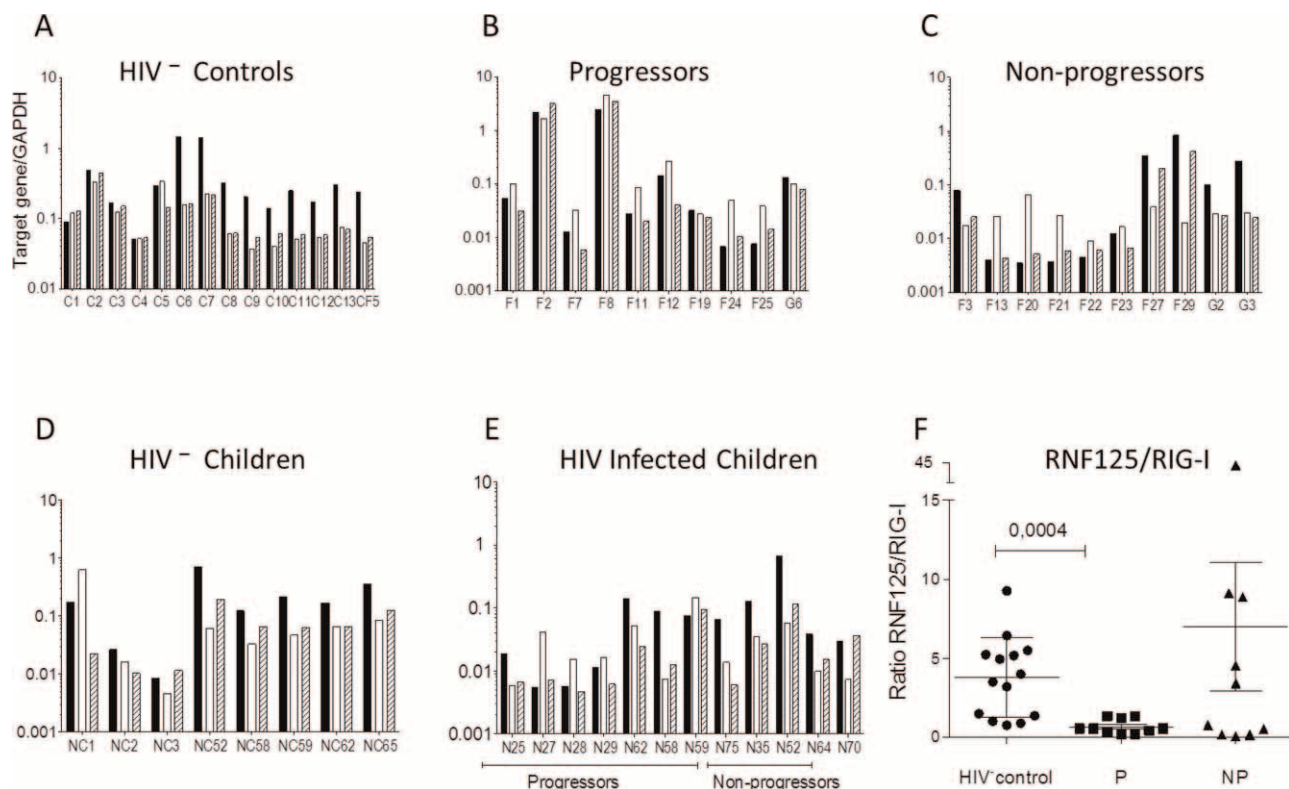 A
HIV – Controls
Target gene/GAPDH
10
1
0.1
0.01
C1 C2 C3 C4 C5 C6 C7 C8 C9 C10 C11 C12 C13 CF5
B
Progressors
10
1
0.1
0.01
0.001
F1 F2 F7 F8 F11 F12 F19 F24 F25 G6
C
Non-progressors
10
1
0.1
0.01
0.001
F3 F13 F20 F21 F22 F23 F27 F29 G2 G3
D
HIV – Children
10
1
0.1
0.01
0.001
NC1 NC2 NC3 NC52 NC58 NC59 NC62 NC65
E
HIV Infected Children
10
1
0.1
0.01
0.001
N25 N27 N28 N29 N62 N58 N59 N75 N35 N52 N64 N70
Progressors Non-progressors
F
RNF125/RIG-I
Ratio RNF125/RIG-I
45
15
10
5
0
0,0004
HIV-control P NP